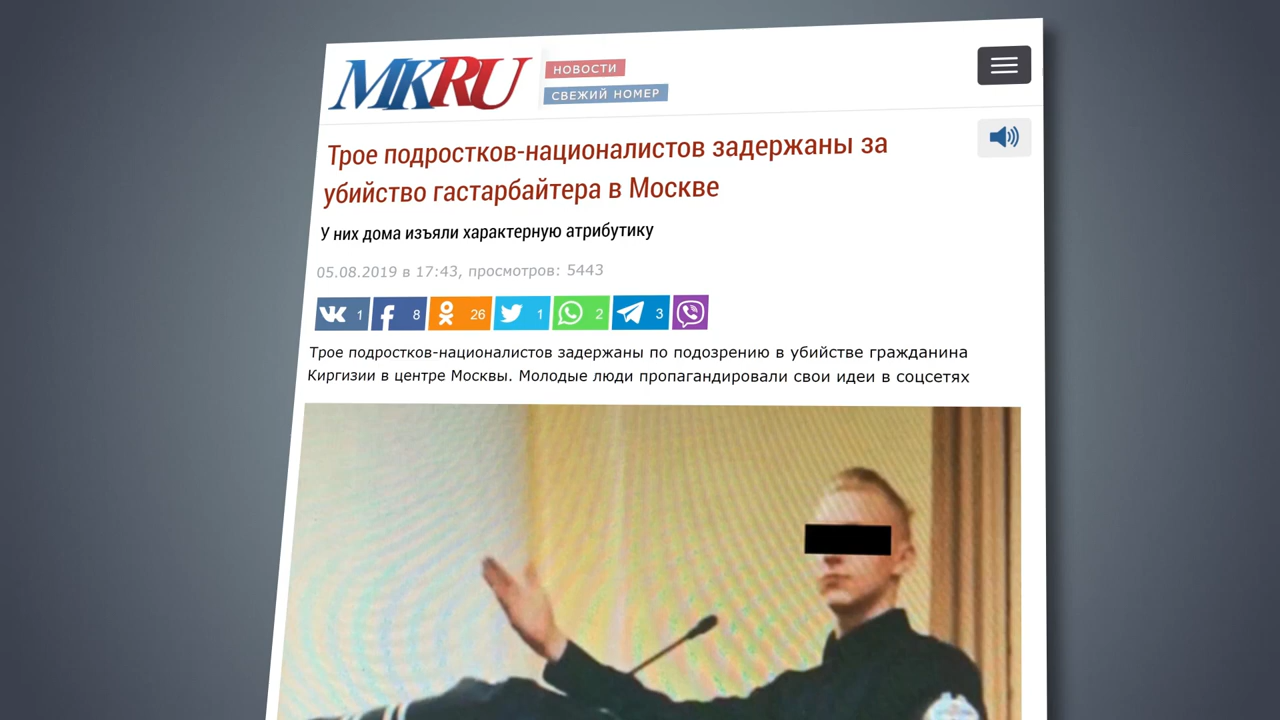 MKRU
НОВОСТИ
СВЕЖИЙ НОМЕР
Трое подростков-националистов задержаны за
убийство гастарбайтера в Москве
У них дома изъяли характерную атрибутику
05.08.2019 в 17:43, просмотров: 5443
1 8 26 1 2 3
Трое подростков-националистов задержаны по подозрению в убийстве гражданина
Киргизии в центре Москвы. Молодые люди пропагандировали свои идеи в соцсетях